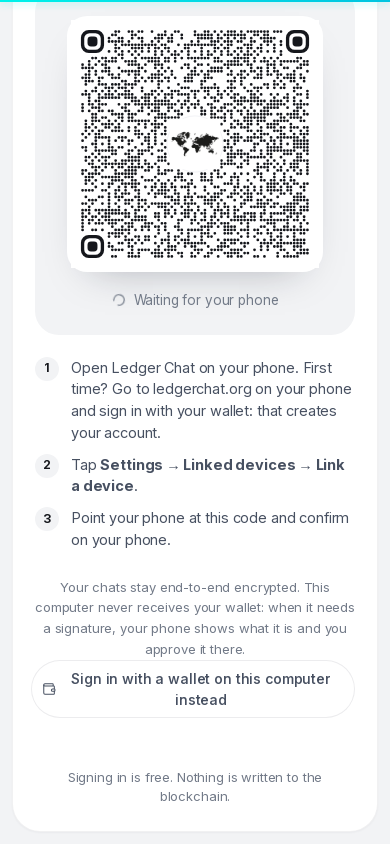 Waiting for your phone
1 Open Ledger Chat on your phone. First
time? Go to ledgerchat.org on your phone
and sign in with your wallet: that creates
your account.
2 Tap Settings → Linked devices → Link
a device.
3 Point your phone at this code and confirm
on your phone.
Your chats stay end-to-end encrypted. This
computer never receives your wallet: when it needs
a signature, your phone shows what it is and you
approve it there.
Sign in with a wallet on this computer
instead
Signing in is free. Nothing is written to the
blockchain.